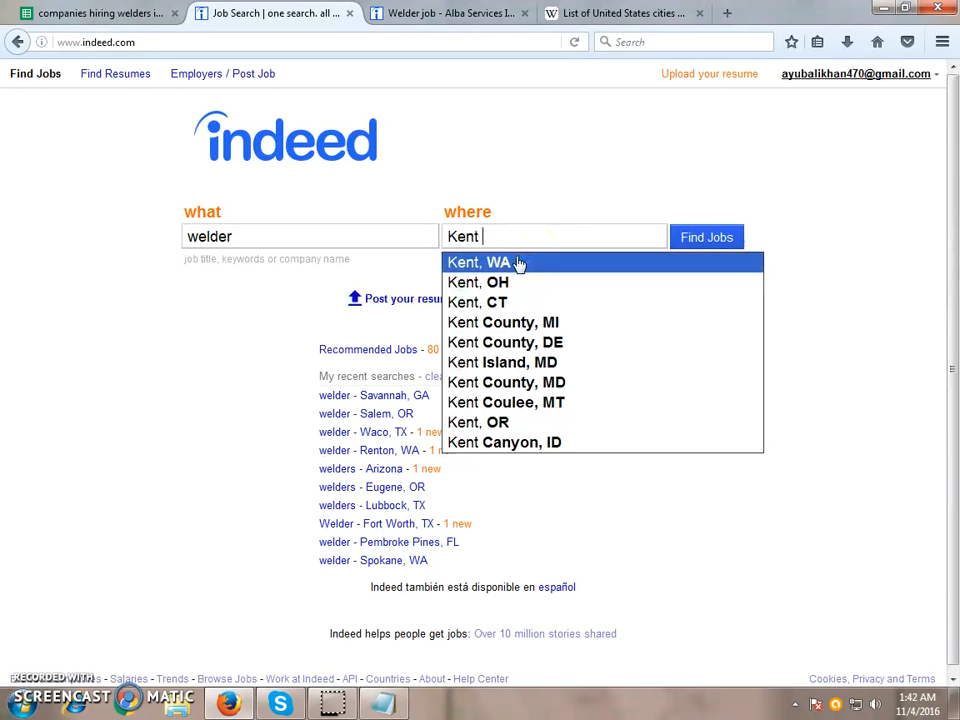 companies hiring welders i...
Job Search | one search. all ...
Welder job - Alba Services I...
List of United States cities ...
www.indeed.com
Search
Find Jobs
Find Resumes
Employers / Post Job
Upload your resume
ayubalikhan470@gmail.com
indeed
what
where
welder
Kent
Find Jobs
job title, keywords or company name
Kent, WA
Kent, OH
Kent, CT
Kent County, MI
Kent County, DE
Kent Island, MD
Kent County, MD
Kent Coulee, MT
Kent, OR
Kent Canyon, ID
Post your resu
Recommended Jobs - 80
My recent searches - clea
welder - Savannah, GA
welder - Salem, OR
welder - Waco, TX - 1 new
welder - Renton, WA - 1 n
welders - Arizona - 1 new
welders - Eugene, OR
welders - Lubbock, TX
Welder - Fort Worth, TX - 1 new
welder - Pembroke Pines, FL
welder - Spokane, WA
Indeed también está disponible en español
Indeed helps people get jobs: Over 10 million stories shared
Salaries - Trends - Browse Jobs - Work at Indeed - API - Countries - About - Help Center
Cookies, Privacy and Terms
RECORDED WITH
SCREENCAST MATIC
1:42 AM
11/4/2016